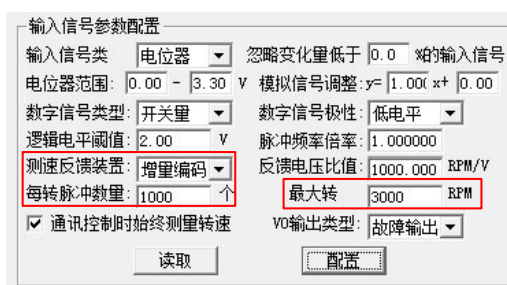 输入信号参数配置
输入信号类 电位器 忽略变化量低于 0.0 %的输入信号
电位器范围: 0.00 - 3.30 V 模拟信号调整:y= 1.00( x+ 0.00
数字信号类型: 开关量 数字信号极性: 低电平
逻辑电平阈值: 2.00 V 脉冲频率倍率: 1.000000
测速反馈装置: 增量编码 反馈电压比值: 1000.000 RPM/V
每转脉冲数量: 1000 个 最大转 3000 RPM
通讯控制时始终测量转速 VO输出类型: 故障输出
读取 配置